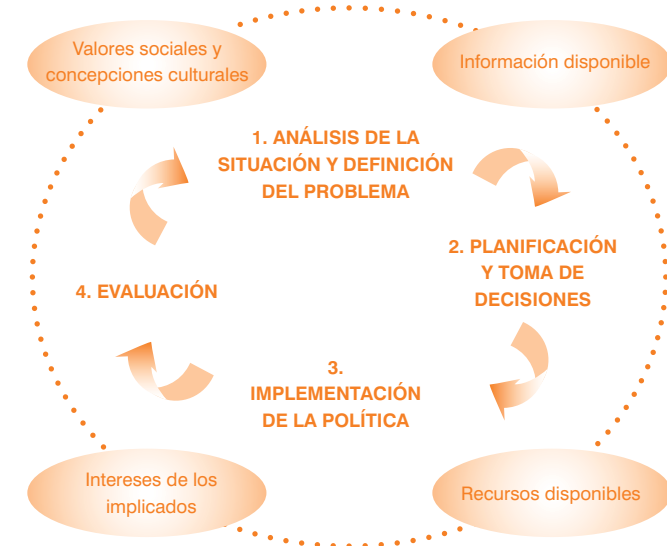 Valores sociales y
concepciones culturales
Información disponible
1. ANÁLISIS DE LA
SITUACIÓN Y DEFINICIÓN
DEL PROBLEMA
2. PLANIFICACIÓN
Y TOMA DE
DECISIONES
4. EVALUACIÓN
3.
IMPLEMENTACIÓN
DE LA POLÍTICA
Intereses de los
implicados
Recursos disponibles